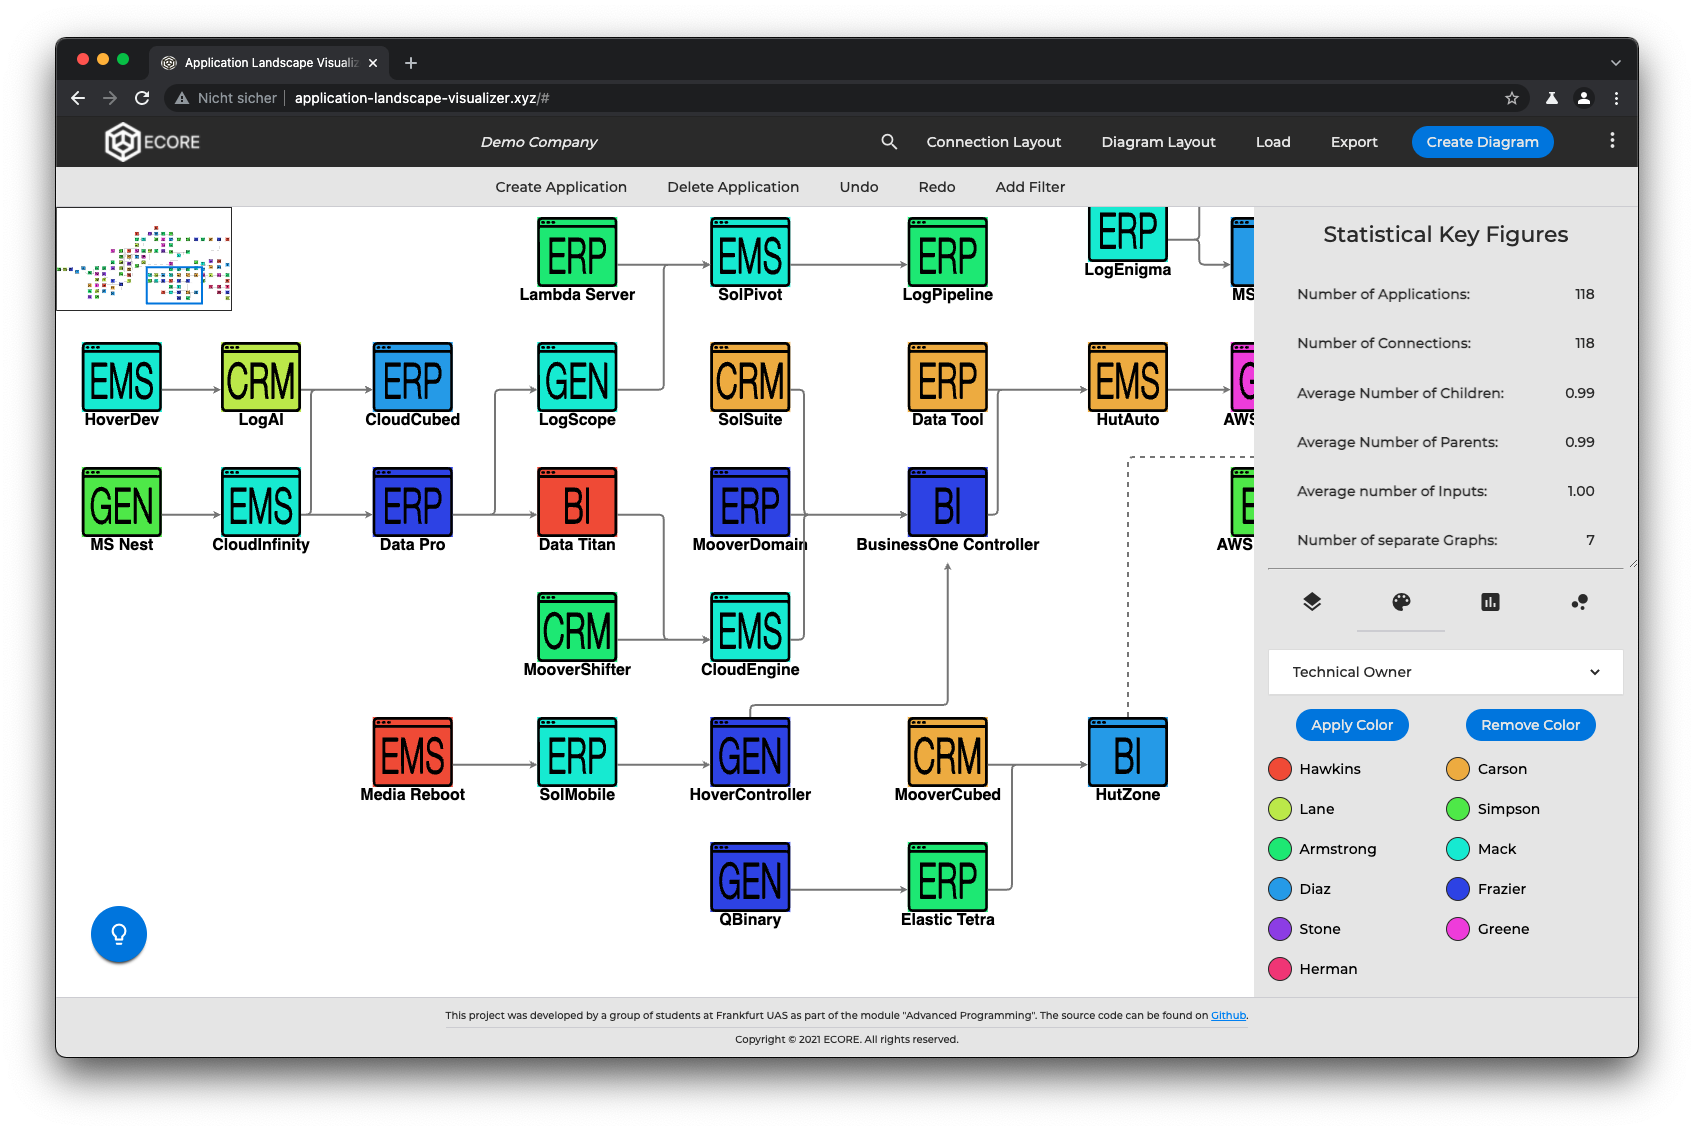 Application Landscape Visualiz
Nicht sicher
application-landscape-visualizer.xyz/#
ECORE
Demo Company
Connection Layout
Diagram Layout
Load
Export
Create Diagram
Create Application
Delete Application
Undo
Redo
Add Filter
ERP
Lambda Server
EMS
SolPivot
ERP
LogPipeline
ERP
LogEnigma
MS
EMS
HoverDev
CRM
LogAI
ERP
CloudCubed
GEN
LogScope
CRM
SolSuite
ERP
Data Tool
EMS
HutAuto
G
AWS
GEN
MS Nest
EMS
CloudInfinity
ERP
Data Pro
BI
Data Titan
ERP
MooverDomain
BI
BusinessOne Controller
E
AWS
CRM
MooverShifter
EMS
CloudEngine
EMS
Media Reboot
ERP
SolMobile
GEN
HoverController
CRM
MooverCubed
BI
HutZone
GEN
QBinary
ERP
Elastic Tetra
Statistical Key Figures
Number of Applications: 118
Number of Connections: 118
Average Number of Children: 0.99
Average Number of Parents: 0.99
Average number of Inputs: 1.00
Number of separate Graphs: 7
Technical Owner
Apply Color
Remove Color
Hawkins
Carson
Lane
Simpson
Armstrong
Mack
Diaz
Frazier
Stone
Greene
Herman
This project was developed by a group of students at Frankfurt UAS as part of the module "Advanced Programming". The source code can be found on Github.
Copyright © 2021 ECORE. All rights reserved.